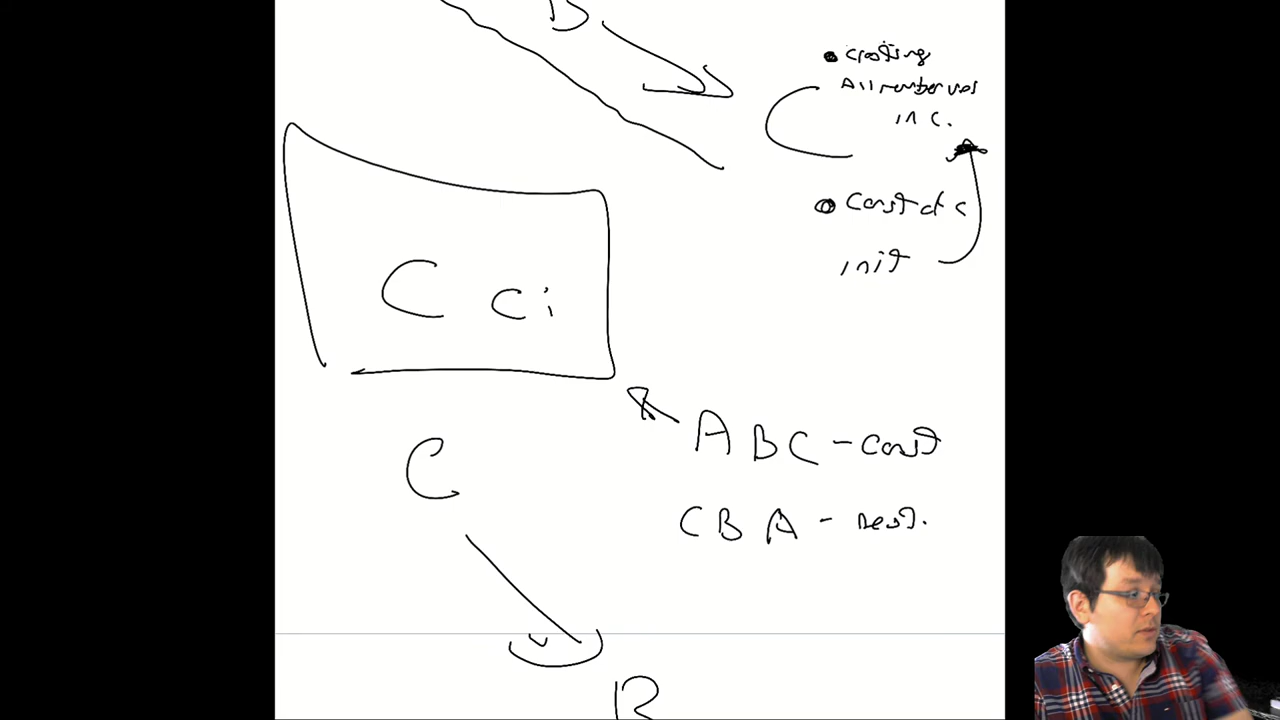 B
• Creating
All member vars
in C.
C
• Const of C
init
C ci
A B C - const
C
C B A - dest.
B